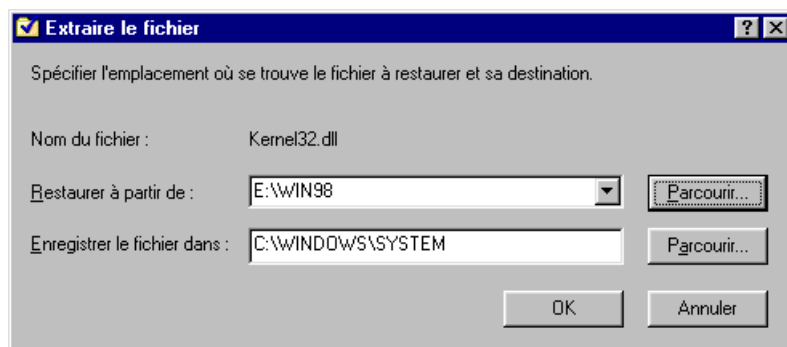 Extraire le fichier
Spécifier l'emplacement où se trouve le fichier à restaurer et sa destination.
Nom du fichier : Kernel32.dll
Restaurer à partir de : E:\WIN98 Parcourir...
Enregistrer le fichier dans : C:\WINDOWS\SYSTEM Parcourir...
OK Annuler